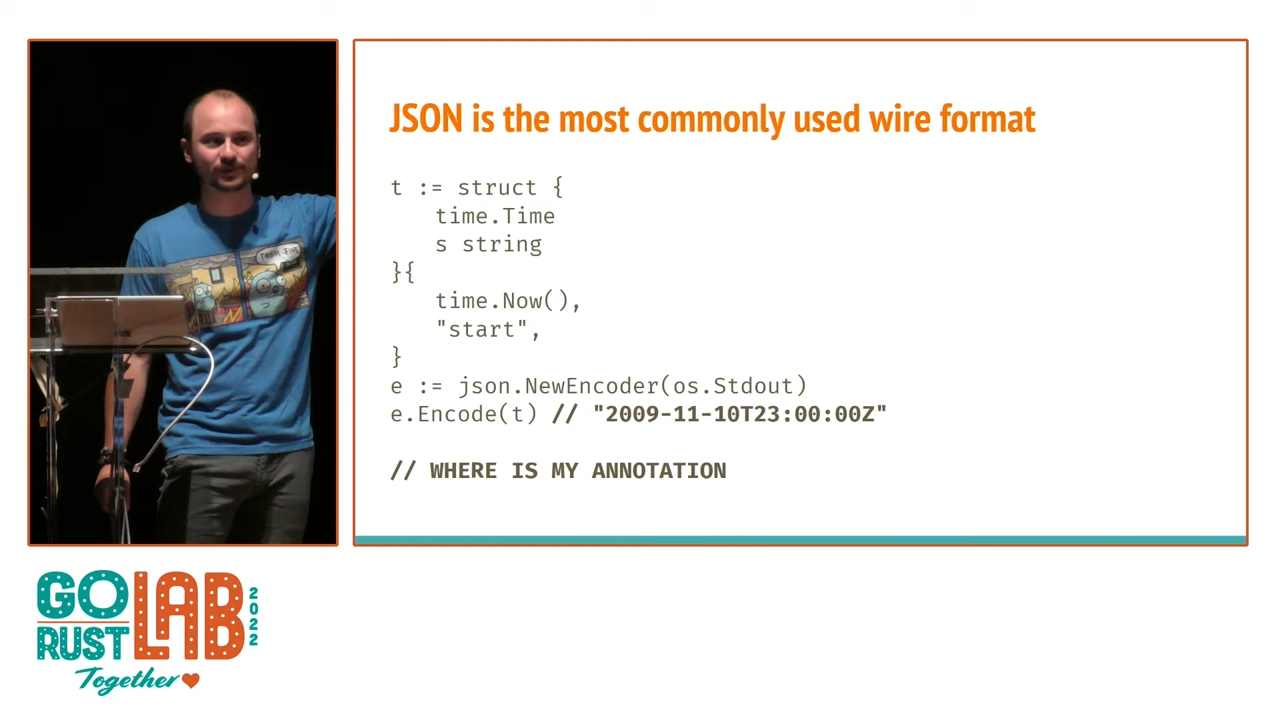 JSON is the most commonly used wire format
t := struct {
    time.Time
    s string
}{
    time.Now(),
    "start",
}
e := json.NewEncoder(os.Stdout)
e.Encode(t) // "2009-11-10T23:00:00Z"
// WHERE IS MY ANNOTATION
GO LAB 2022
RUST
Together